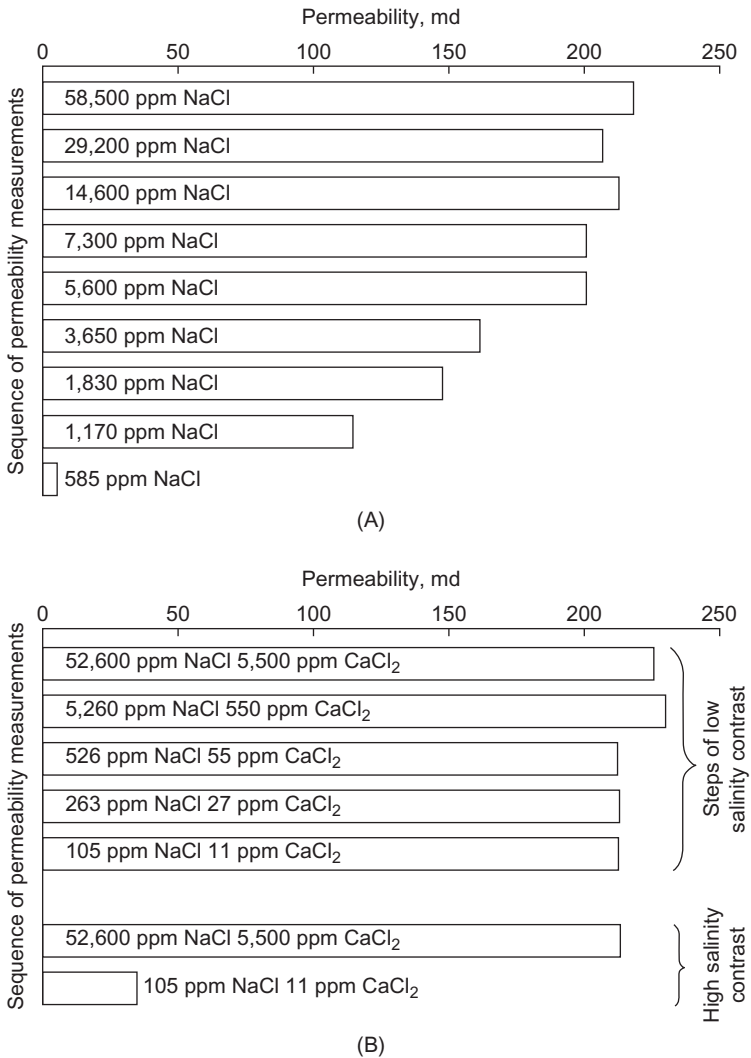 Permeability, md
0 50 100 150 200 250
Sequence of permeability measurements
58,500 ppm NaCl
29,200 ppm NaCl
14,600 ppm NaCl
7,300 ppm NaCl
5,600 ppm NaCl
3,650 ppm NaCl
1,830 ppm NaCl
1,170 ppm NaCl
585 ppm NaCl
(A)
Permeability, md
0 50 100 150 200 250
Sequence of permeability measurements
52,600 ppm NaCl 5,500 ppm CaCl₂
5,260 ppm NaCl 550 ppm CaCl₂
526 ppm NaCl 55 ppm CaCl₂
263 ppm NaCl 27 ppm CaCl₂
105 ppm NaCl 11 ppm CaCl₂
Steps of low
salinity contrast
52,600 ppm NaCl 5,500 ppm CaCl₂
105 ppm NaCl 11 ppm CaCl₂
High salinity
contrast
(B)